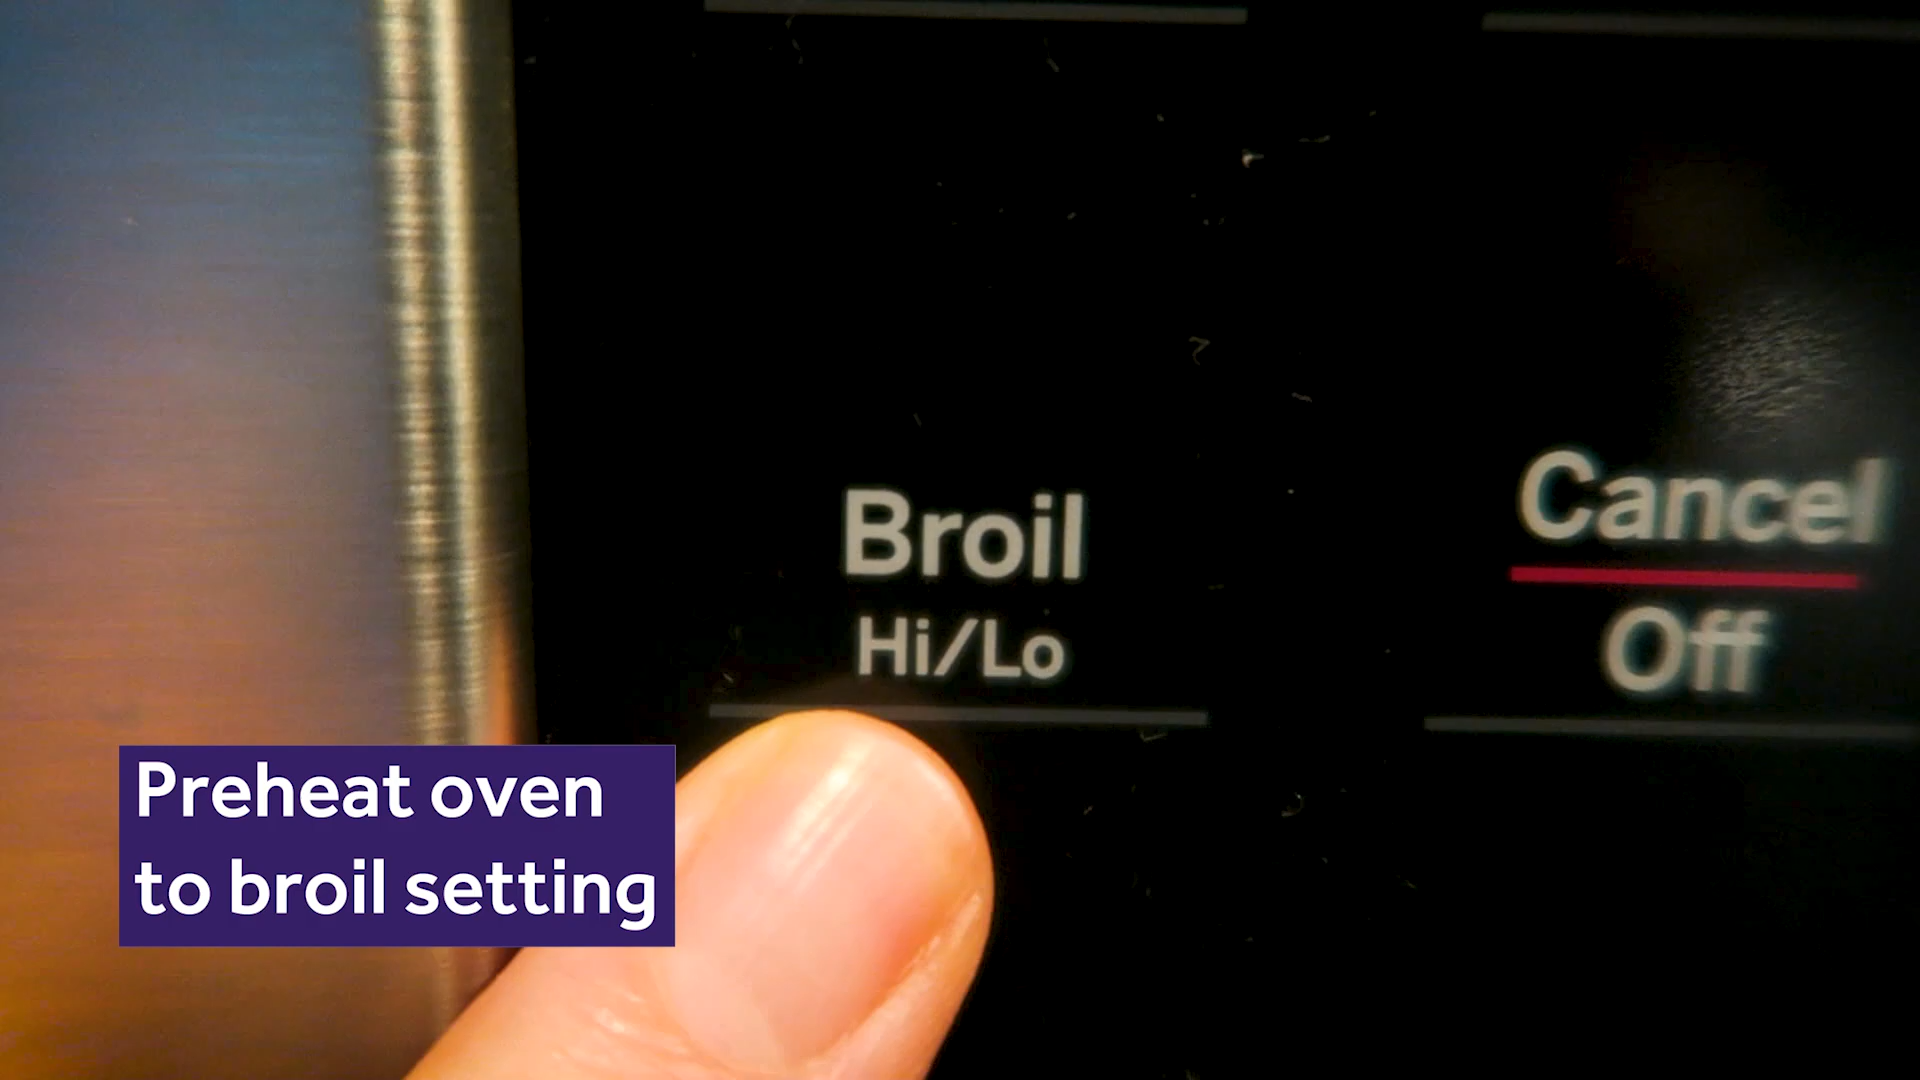 Broil
Hi/Lo
Cancel
Off
Preheat oven
to broil setting